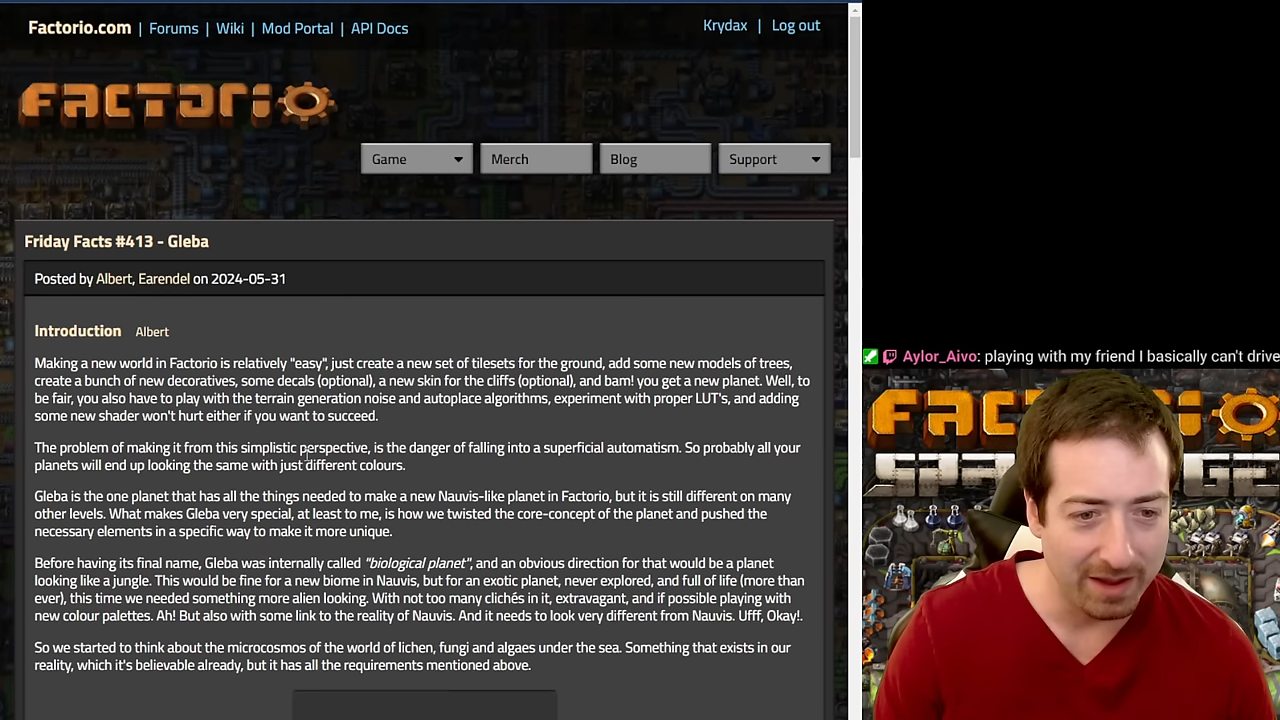 Factorio.com | Forums | Wiki | Mod Portal | API Docs
Krydax | Log out
FACTORIO
Game
Merch
Blog
Support
Friday Facts #413 - Gleba
Posted by Albert, Earendel on 2024-05-31
Introduction Albert
Making a new world in Factorio is relatively "easy", just create a new set of tilesets for the ground, add some new models of trees,
create a bunch of new decoratives, some decals (optional), a new skin for the cliffs (optional), and bam! you get a new planet. Well, to
be fair, you also have to play with the terrain generation noise and autoplace algorithms, experiment with proper LUT's, and adding
some new shader won't hurt either if you want to succeed.
The problem of making it from this simplistic perspective, is the danger of falling into a superficial automatism. So probably all your
planets will end up looking the same with just different colours.
Gleba is the one planet that has all the things needed to make a new Nauvis-like planet in Factorio, but it is still different on many
other levels. What makes Gleba very special, at least to me, is how we twisted the core-concept of the planet and pushed the
necessary elements in a specific way to make it more unique.
Before having its final name, Gleba was internally called "biological planet", and an obvious direction for that would be a planet
looking like a jungle. This would be fine for a new biome in Nauvis, but for an exotic planet, never explored, and full of life (more than
ever), this time we needed something more alien looking. With not too many clichés in it, extravagant, and if possible playing with
new colour palettes. Ah! But also with some link to the reality of Nauvis. And it needs to look very different from Nauvis. Ufff, Okay!.
So we started to think about the microcosmos of the world of lichen, fungi and algaes under the sea. Something that exists in our
reality, which it's believable already, but it has all the requirements mentioned above.
Aylor_Aivo: playing with my friend I basically can't drive
FACTORIO